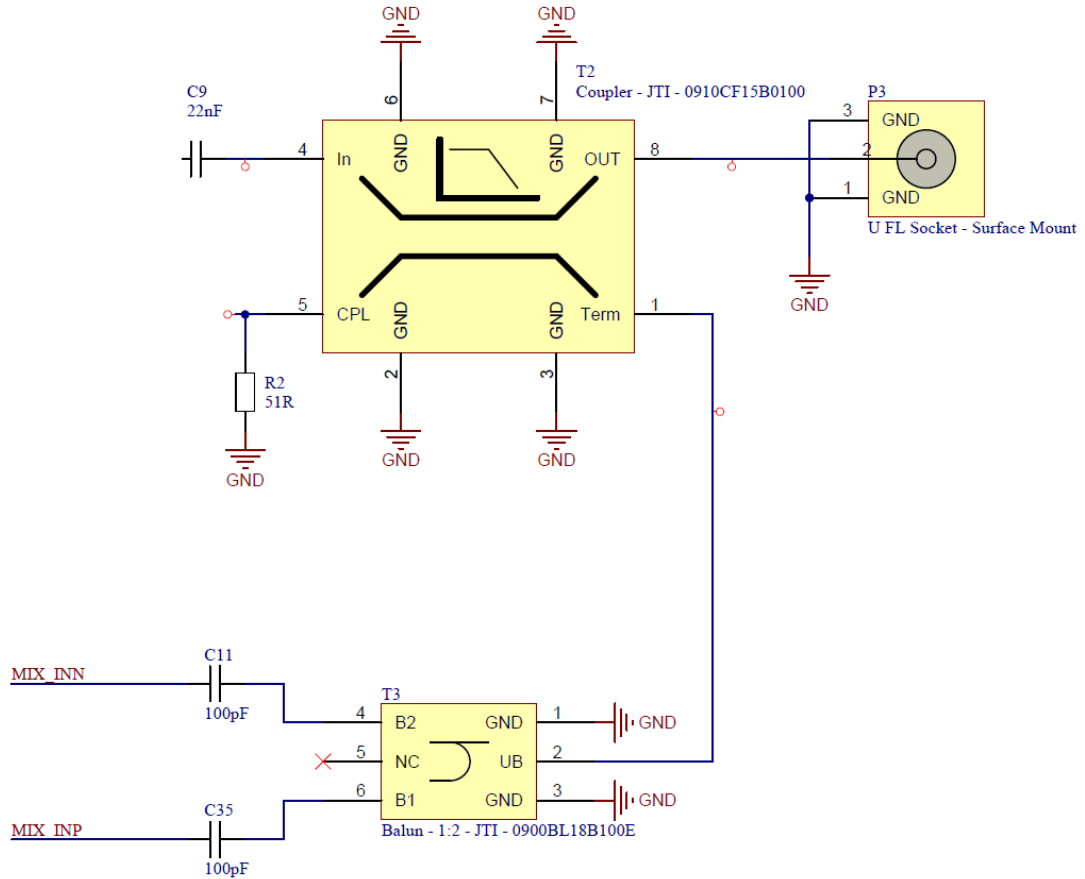 GND
GND
T2
Coupler - JTI - 0910CF15B0100
C9
22nF
6
7
P3
3
GND
4
In
GND
GND
OUT
8
2
1
GND
U FL Socket - Surface Mount
GND
5
CPL
GND
GND
Term
1
R2
51R
2
3
GND
GND
GND
MIX_INN
C11
100pF
T3
4
B2
GND
1
GND
5
NC
UB
2
6
B1
GND
3
GND
MIX_INP
C35
100pF
Balun - 1:2 - JTI - 0900BL18B100E